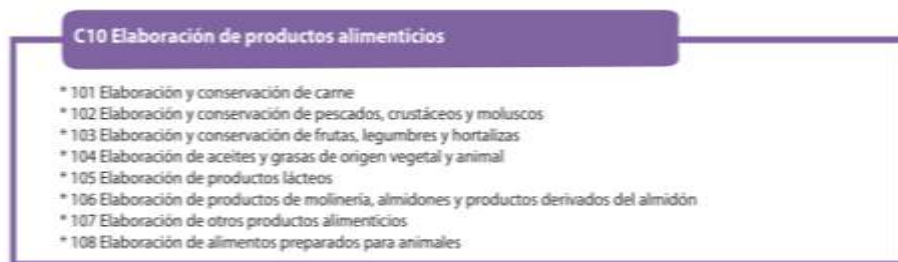 C10 Elaboración de productos alimenticios
* 101 Elaboración y conservación de carne
* 102 Elaboración y conservación de pescados, crustáceos y moluscos
* 103 Elaboración y conservación de frutas, legumbres y hortalizas
* 104 Elaboración de aceites y grasas de origen vegetal y animal
* 105 Elaboración de productos lácteos
* 106 Elaboración de productos de molinería, almidones y productos derivados del almidón
* 107 Elaboración de otros productos alimenticios
* 108 Elaboración de alimentos preparados para animales